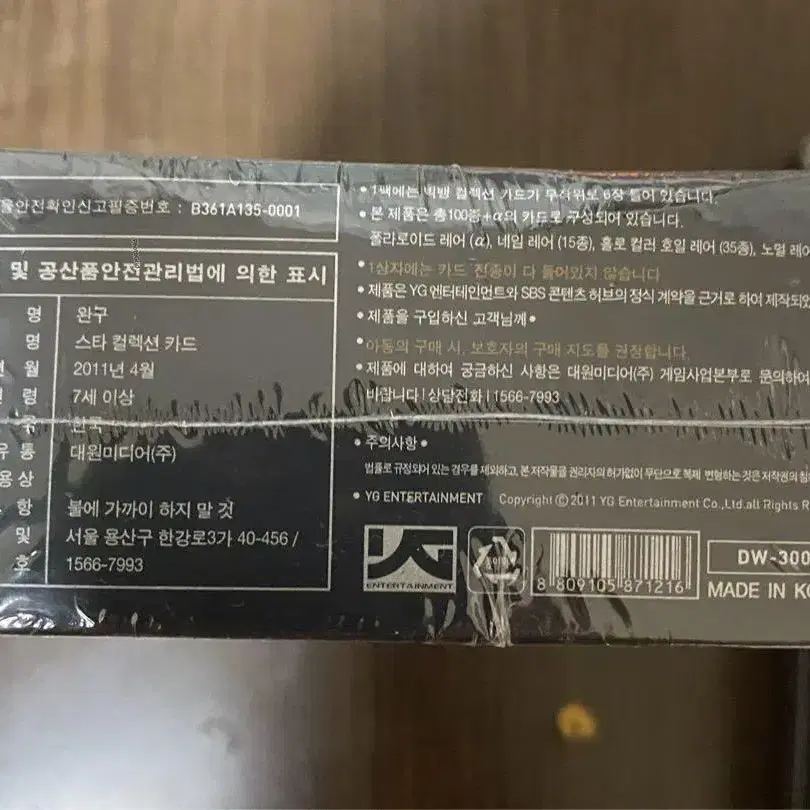 물안전확인신고필증번호 : B361A135-0001
및 공산품안전관리법에 의한 표시
명 완구
명 스타 컬렉션 카드
월 2011년 4월
령 7세 이상
한국
유 통 대원미디어(주)
용 상
항 불에 가까이 하지 말 것
및 서울 용산구 한강로3가 40-456 /
호 1566-7993
• 1팩에는 빅뱅 컬렉션 카드가 무작위로 6장 들어 있습니다.
• 본 제품은 총100종+α의 카드로 구성되어 있습니다.
폴라로이드 레어 (α), 네임 레어 (15종), 홀로 컬러 호일 레어 (35종), 노멀 레어
• 1상자에는 카드 전종이 다 들어있지 않습니다
• 제품은 YG 엔터테인먼트와 SBS 콘텐츠 허브의 정식 계약을 근거로 하여 제작되었
• 제품을 구입하신 고객님께 •
• 아동의 구매 시, 보호자의 구매 지도를 권장합니다.
• 제품에 대하여 궁금하신 사항은 대원미디어(주) 게임사업본부로 문의하여
바랍니다 | 상담전화 | 1566-7993
• 주의사항 •
법률로 규정되어 있는 경우를 제외하고, 본 저작물을 권리자의 허가없이 무단으로 복제 변형하는 것은 저작권의 침
• YG ENTERTAINMENT Copyright ⓒ 2011 YG Entertainment Co.,Ltd.all Rights R
YG
ENTERTAINMENT
8 809105 871216
DW-300
MADE IN KO